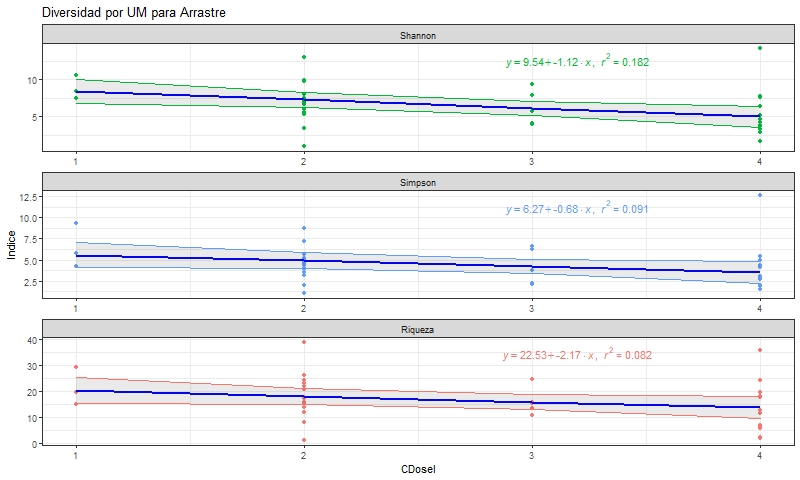 Diversidad por UM para Arrastre
Shannon
y = 9.54+ -1.12 · x,  r² = 0.182
10
5
1 2 3 4
Simpson
y = 6.27+ -0.68 · x,  r² = 0.091
12.5
10.0
7.5
5.0
2.5
1 2 3 4
Riqueza
y = 22.53+ -2.17 · x,  r² = 0.082
40
30
20
10
0
1 2 3 4
Indice
CDosel